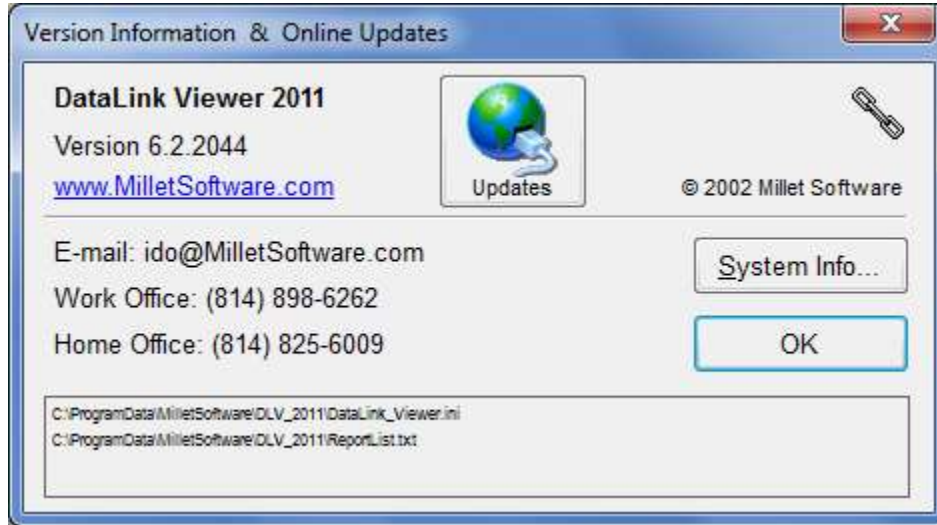 Version Information & Online Updates
DataLink Viewer 2011
Version 6.2.2044
www.MilletSoftware.com
Updates
© 2002 Millet Software
E-mail: ido@MilletSoftware.com
Work Office: (814) 898-6262
Home Office: (814) 825-6009
System Info...
OK
C:\ProgramData\MilletSoftware\DLV_2011\DataLink_Viewer.ini
C:\ProgramData\MilletSoftware\DLV_2011\ReportList.txt